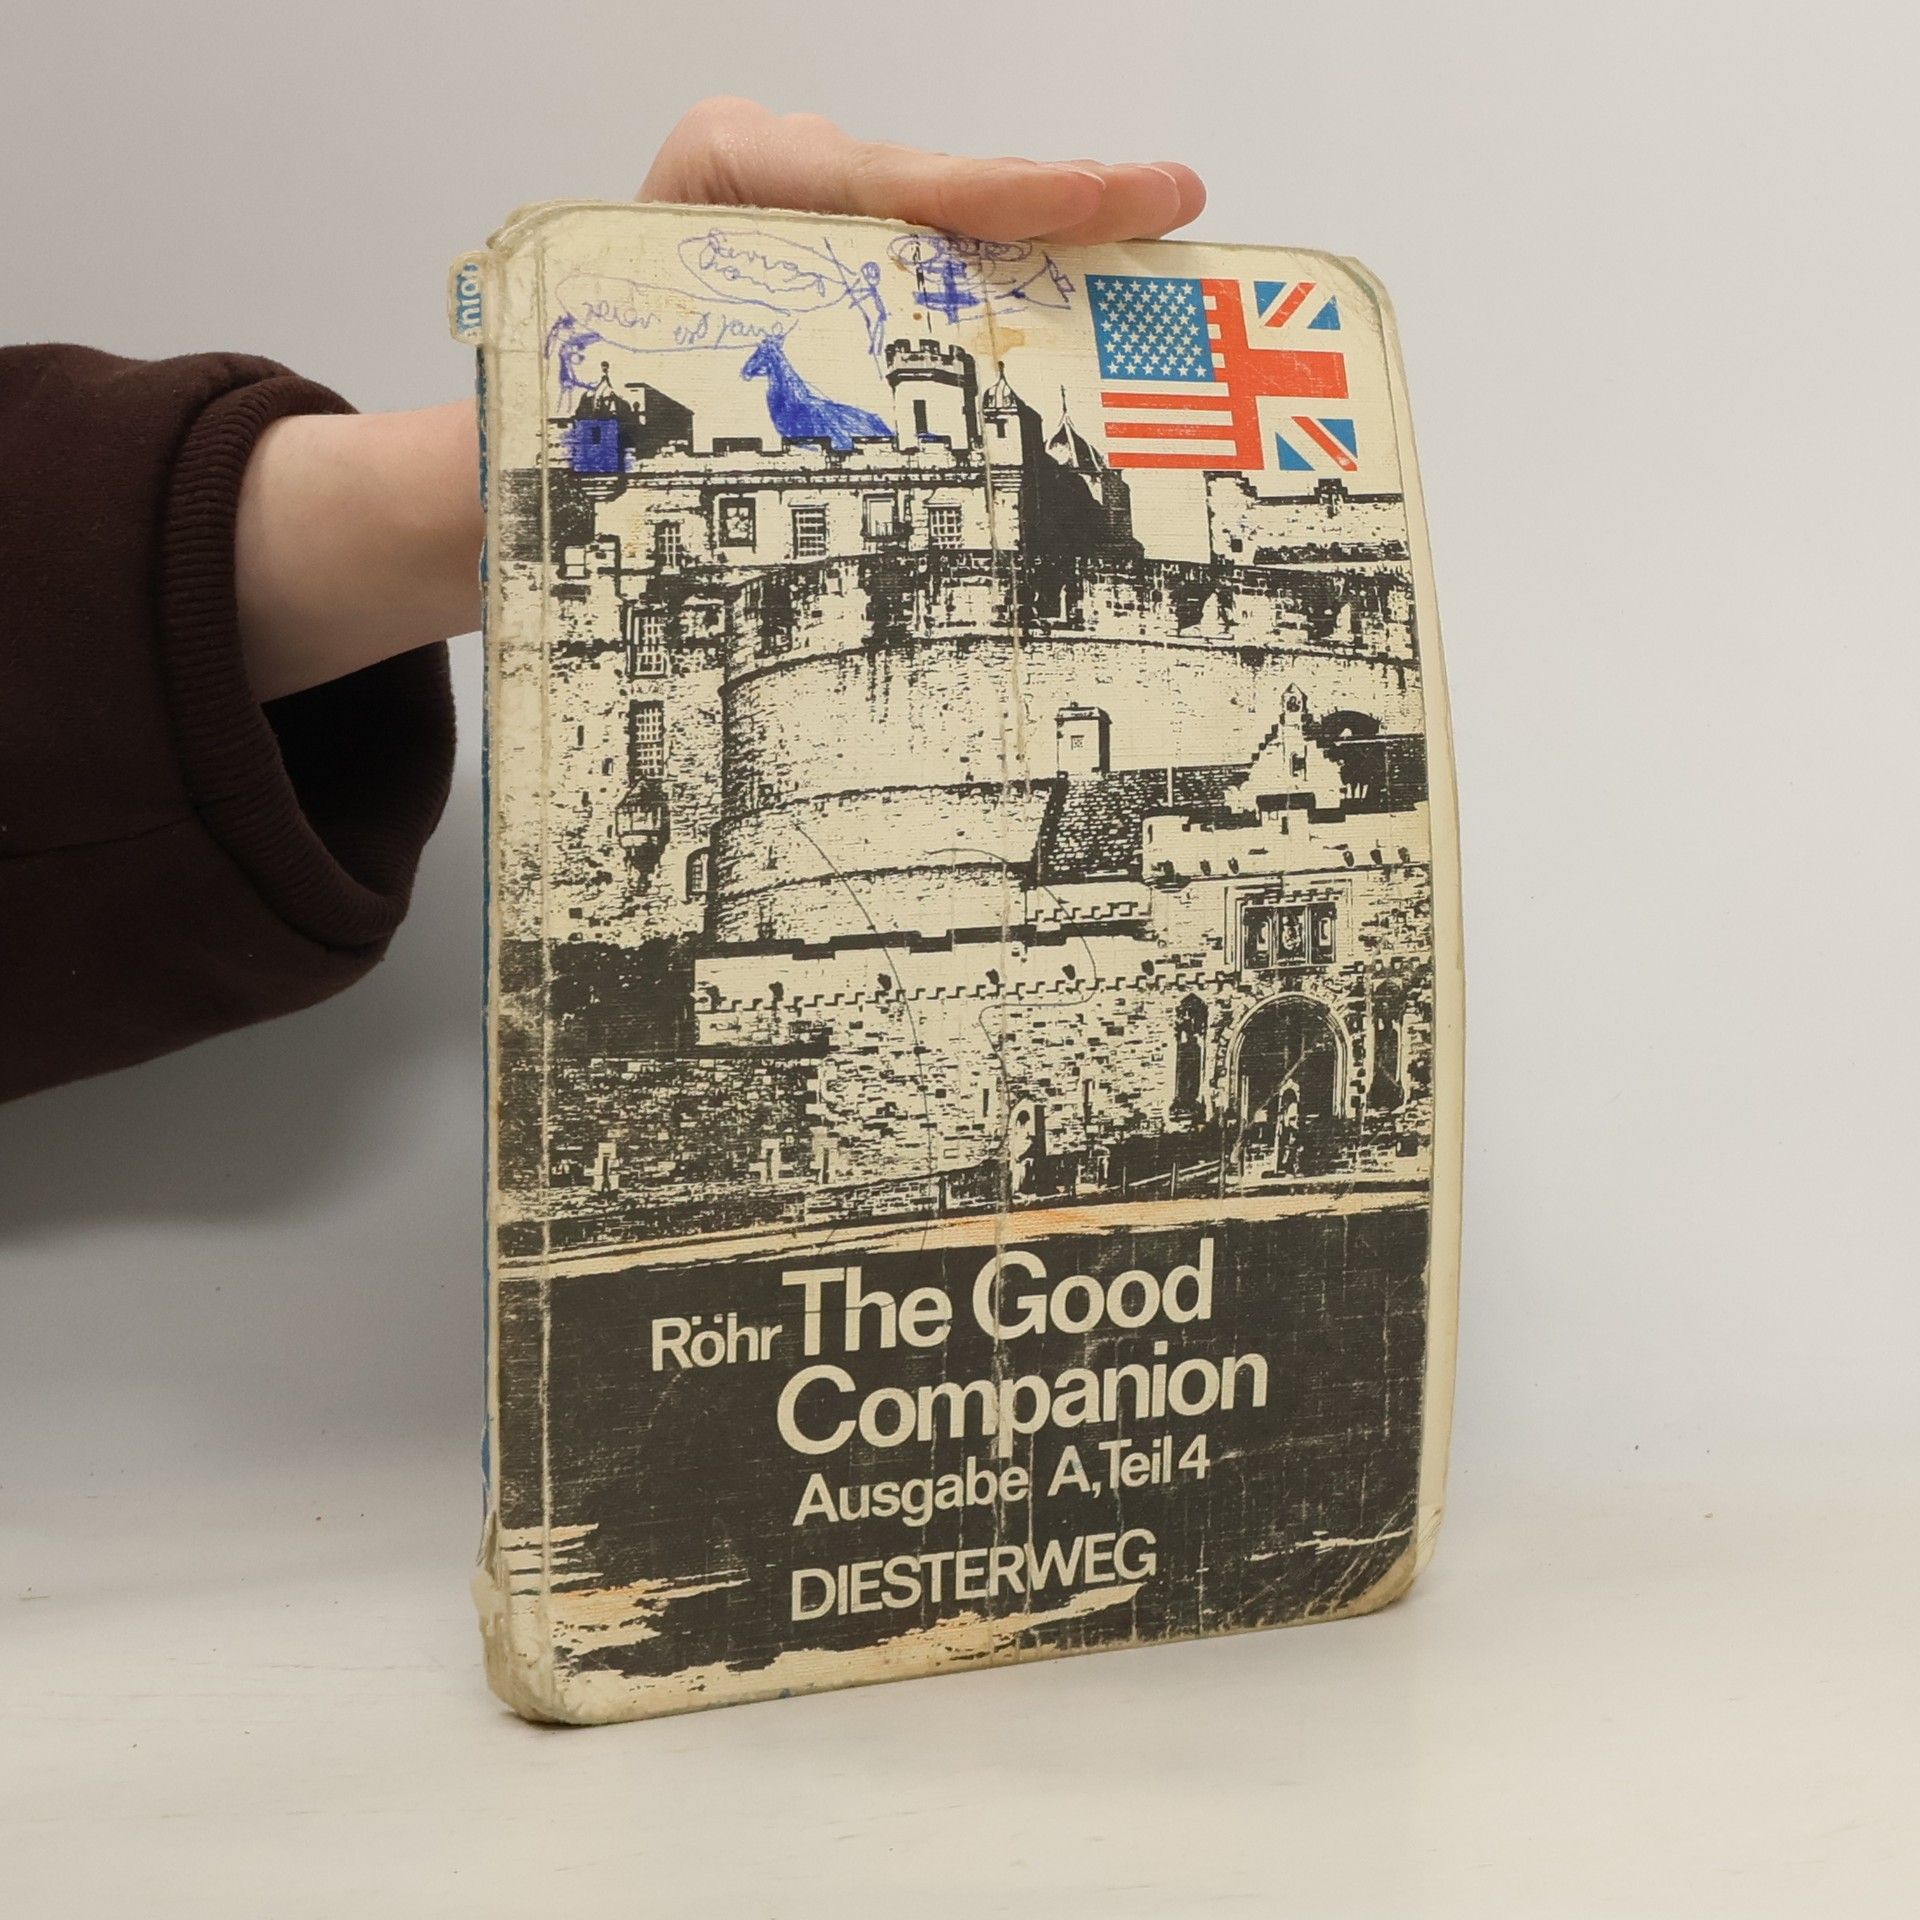 Röhr The Good
Companion
Ausgabe A, Teil 4
DIESTERWEG